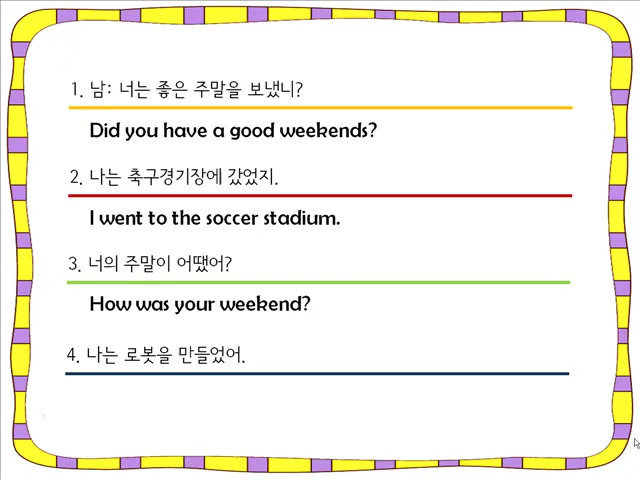 1. 남: 너는 좋은 주말을 보냈니?
Did you have a good weekends?
2. 나는 축구경기장에 갔었지.
I went to the soccer stadium.
3. 너의 주말이 어땠어?
How was your weekend?
4. 나는 로봇을 만들었어.